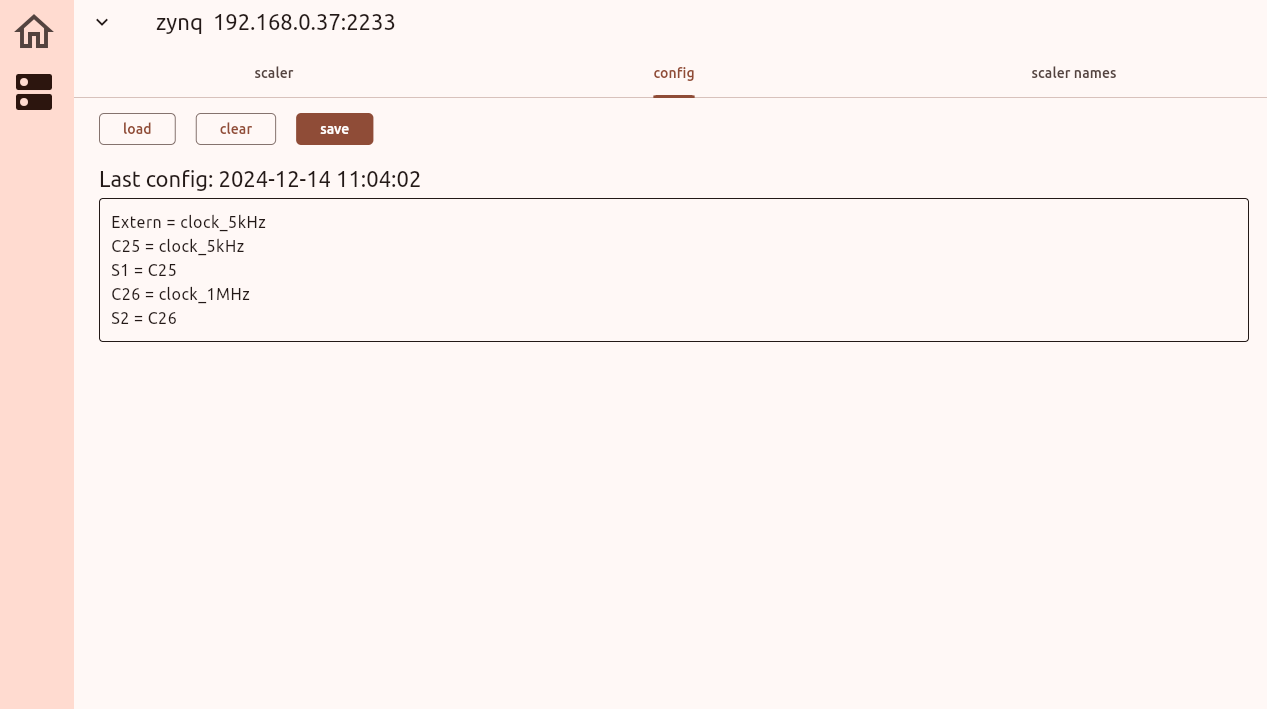 zynq 192.168.0.37:2233
scaler config scaler names
load clear save
Last config: 2024-12-14 11:04:02
Extern = clock_5kHz
C25 = clock_5kHz
S1 = C25
C26 = clock_1MHz
S2 = C26